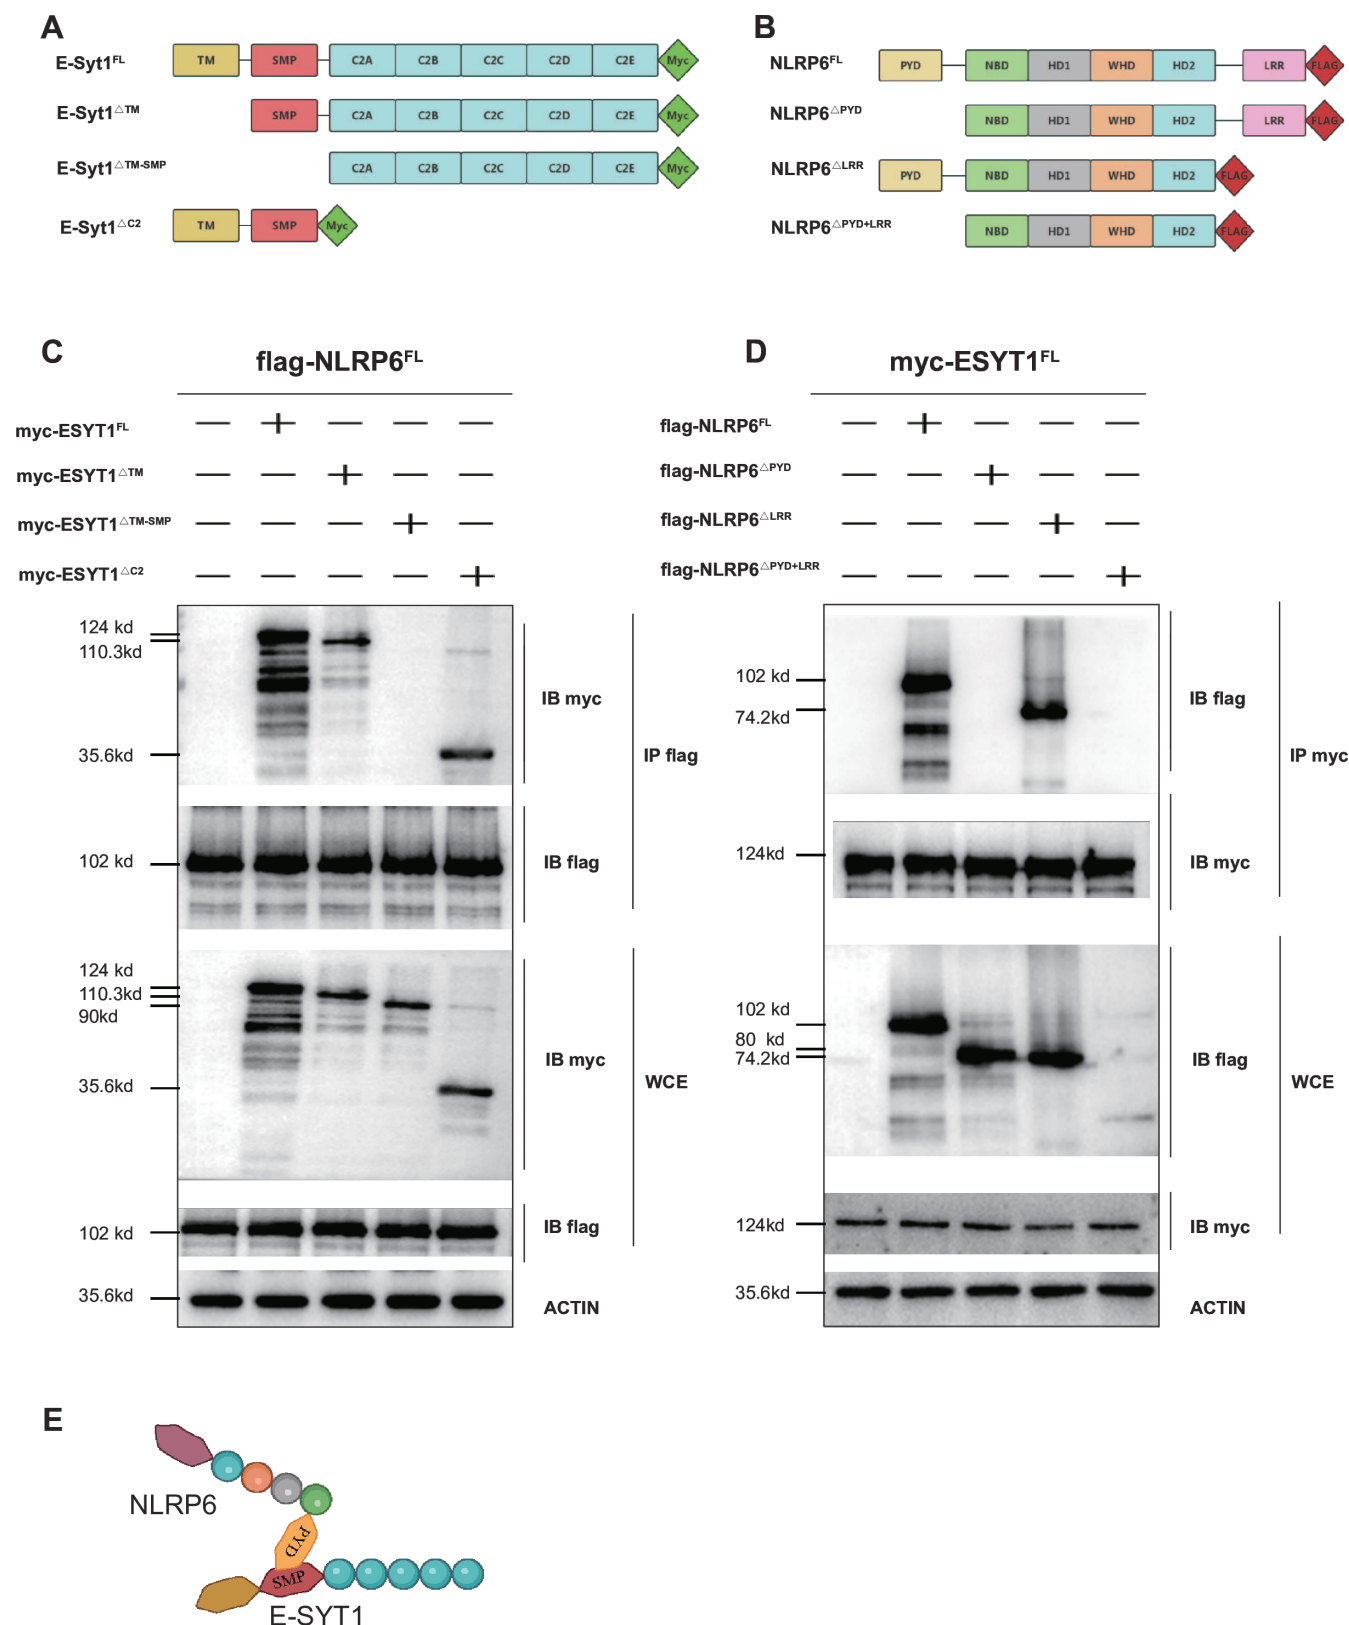 A
E-Syt1FL TM SMP C2A C2B C2C C2D C2E Myc
E-Syt1△TM SMP C2A C2B C2C C2D C2E Myc
E-Syt1△TM-SMP C2A C2B C2C C2D C2E Myc
E-Syt1△C2 TM SMP Myc
B
NLRP6FL PYD NBD HD1 WHD HD2 LRR FLAG
NLRP6△PYD NBD HD1 WHD HD2 LRR FLAG
NLRP6△LRR PYD NBD HD1 WHD HD2 FLAG
NLRP6△PYD+LRR NBD HD1 WHD HD2 FLAG
C
flag-NLRP6FL
myc-ESYT1FL — + — — —
myc-ESYT1△TM — — + — —
myc-ESYT1△TM-SMP — — — + —
myc-ESYT1△C2 — — — — +
124 kd
110.3kd
IB myc
35.6kd
IP flag
102 kd
IB flag
124 kd
110.3kd
90kd
IB myc
35.6kd
WCE
102 kd
IB flag
35.6kd
ACTIN
D
myc-ESYT1FL
flag-NLRP6FL — + — — —
flag-NLRP6△PYD — — + — —
flag-NLRP6△LRR — — — + —
flag-NLRP6△PYD+LRR — — — — +
102 kd
IB flag
74.2kd
IP myc
124kd
IB myc
102 kd
80 kd
74.2kd
IB flag
WCE
124kd
IB myc
35.6kd
ACTIN
E
NLRP6
PYD
SMP
E-SYT1